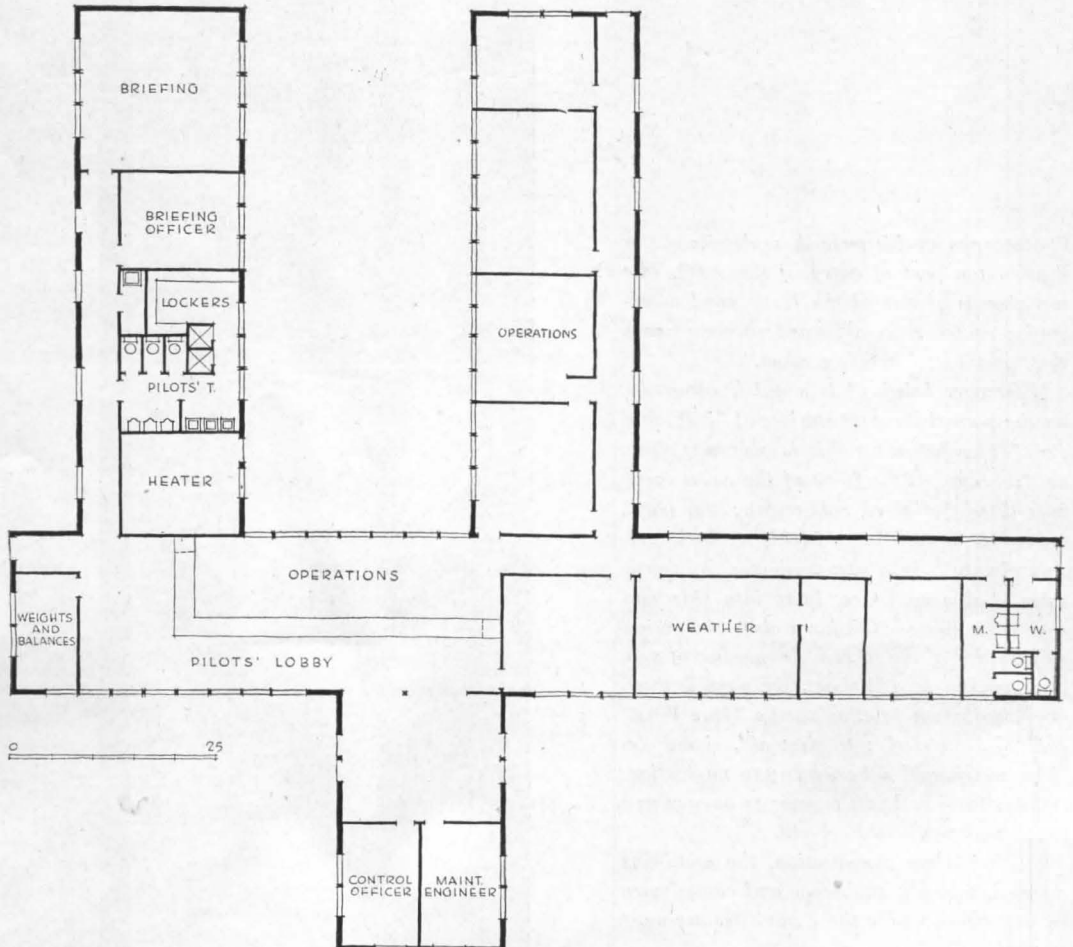 BRIEFING
BRIEFING
OFFICER
LOCKERS
OPERATIONS
PILOTS' T.
HEATER
OPERATIONS
WEIGHTS
AND
BALANCES
WEATHER
M.
W.
PILOTS' LOBBY
0
25
CONTROL
OFFICER
MAINT.
ENGINEER